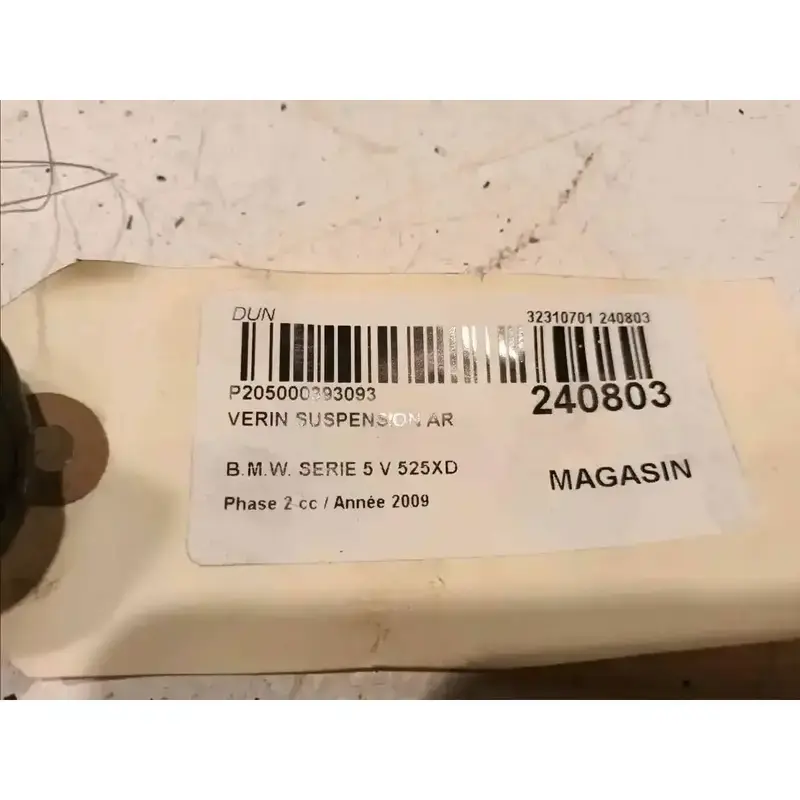 DUN 32310701 240803
P205000393093 240803
VERIN SUSPENSION AR
B.M.W. SERIE 5 V 525XD MAGASIN
Phase 2 cc / Année 2009